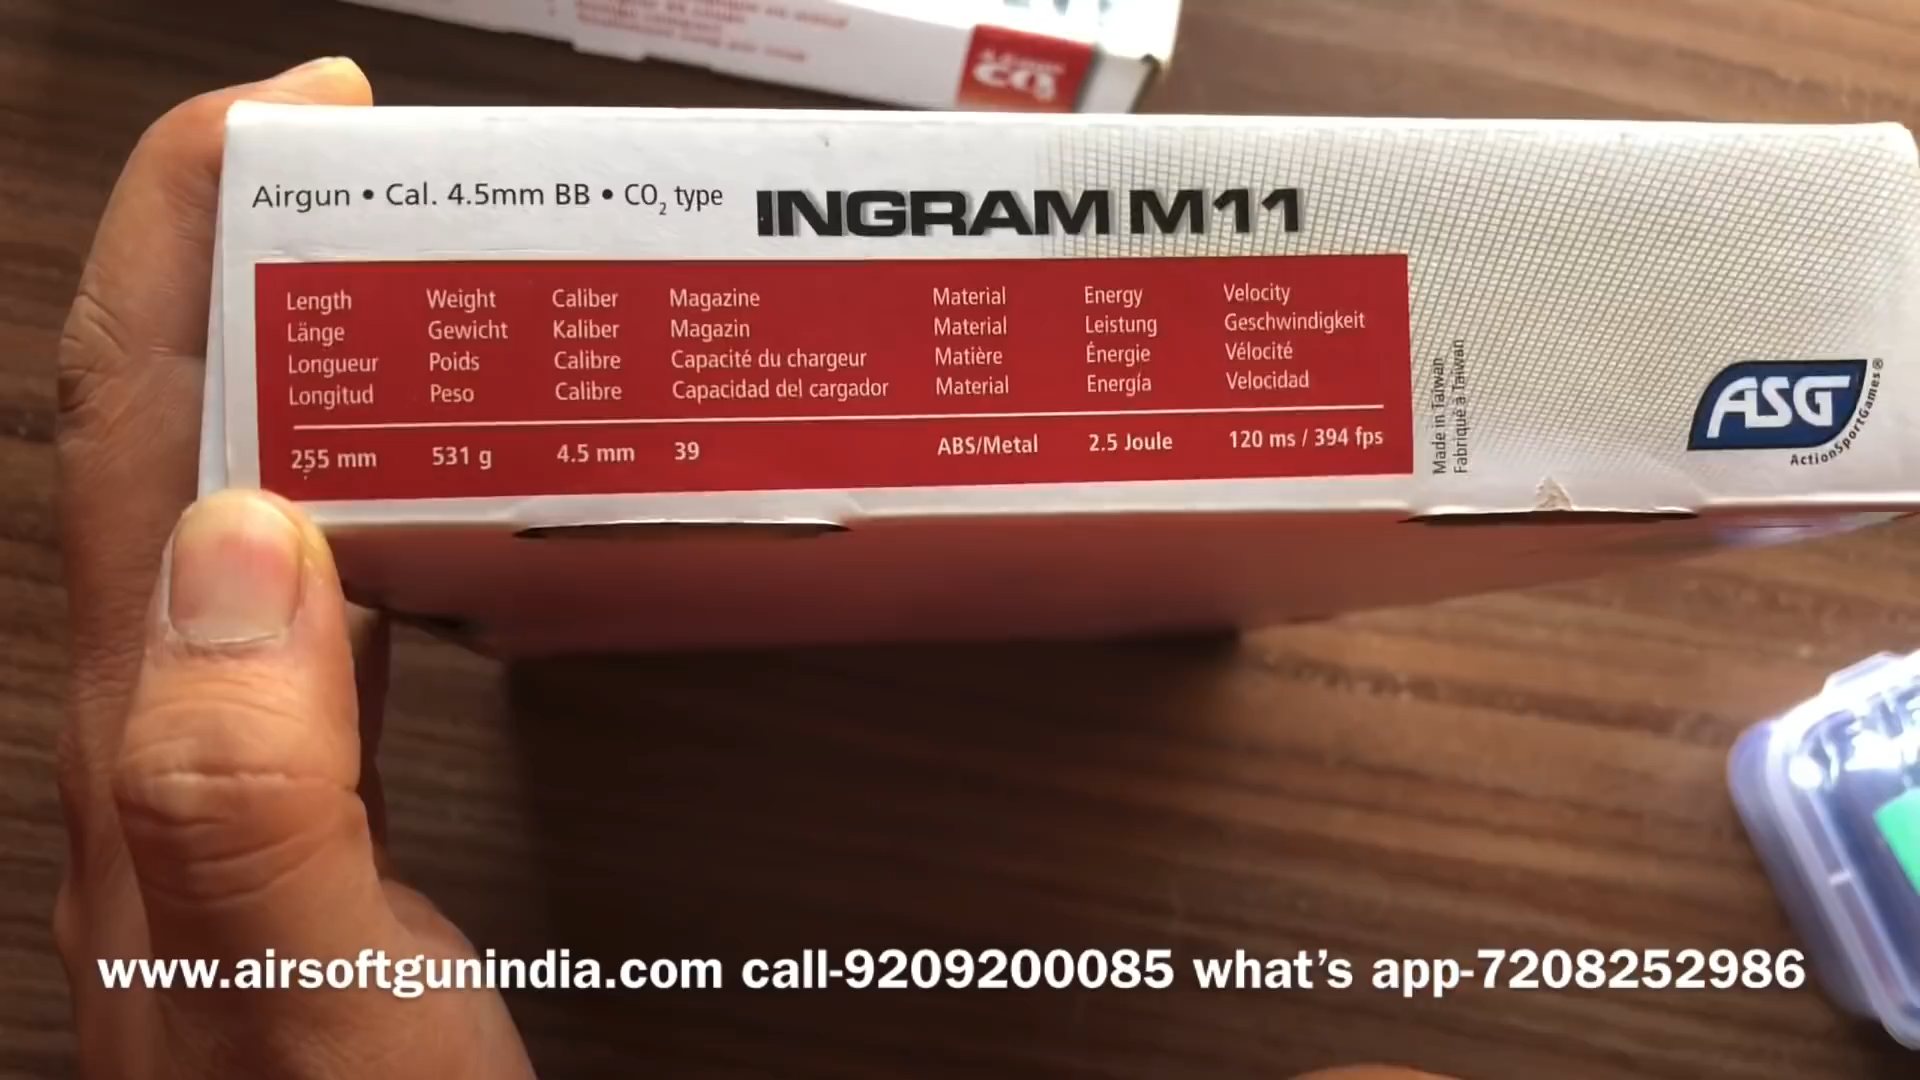 CO2
Airgun • Cal. 4.5mm BB • CO2 type
INGRAM M11
Length Weight Caliber Magazine Material Energy Velocity
Länge Gewicht Kaliber Magazin Material Leistung Geschwindigkeit
Longueur Poids Calibre Capacité du chargeur Matière Énergie Vélocité
Longitud Peso Calibre Capacidad del cargador Material Energía Velocidad
255 mm 531 g 4.5 mm 39 ABS/Metal 2.5 Joule 120 ms / 394 fps
Made in Taiwan
Fabriqué à Taiwan
ASG
ActionSportGames®
www.airsoftgunindia.com call-9209200085 what's app-7208252986